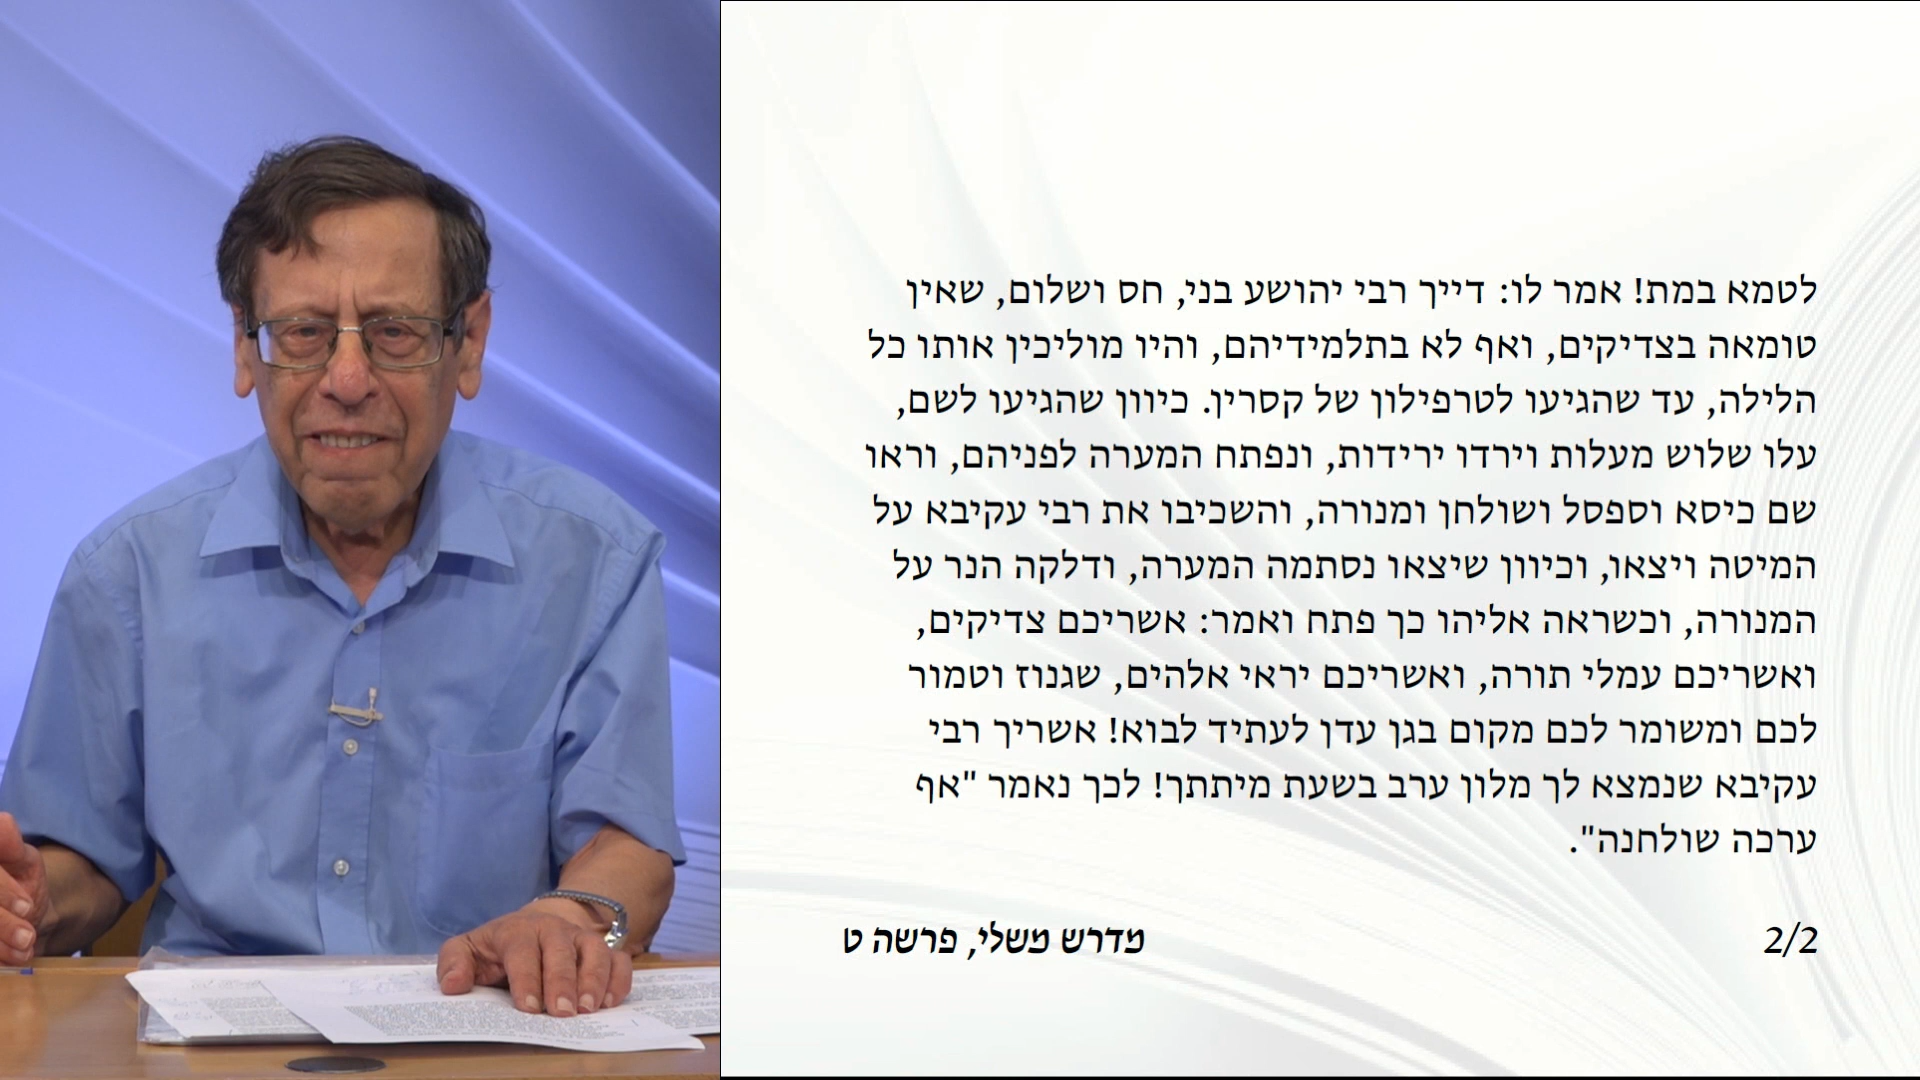 לטמא במת! אמר לו: דייך רבי יהושע בני, חס ושלום, שאין
טומאה בצדיקים, ואף לא בתלמידיהם, והיו מוליכין אותו כל
הלילה, עד שהגיעו לטרפילון של קסרין. כיוון שהגיעו לשם,
עלו שלוש מעלות וירדו ירידות, ונפתח המערה לפניהם, וראו
שם כיסא וספסל ושולחן ומנורה, והשכיבו את רבי עקיבא על
המיטה ויצאו, וכיוון שיצאו נסתמה המערה, ודלקה הנר על
המנורה, וכשראה אליהו כך פתח ואמר: אשריכם צדיקים,
ואשריכם עמלי תורה, ואשריכם יראי אלהים, שגנוז וטמור
לכם ומשומר לכם מקום בגן עדן לעתיד לבוא! אשריך רבי
עקיבא שנמצא לך מלון ערב בשעת מיתתך! לכך נאמר "אף
ערכה שולחנה".
2/2 מדרש משלי, פרשה ט